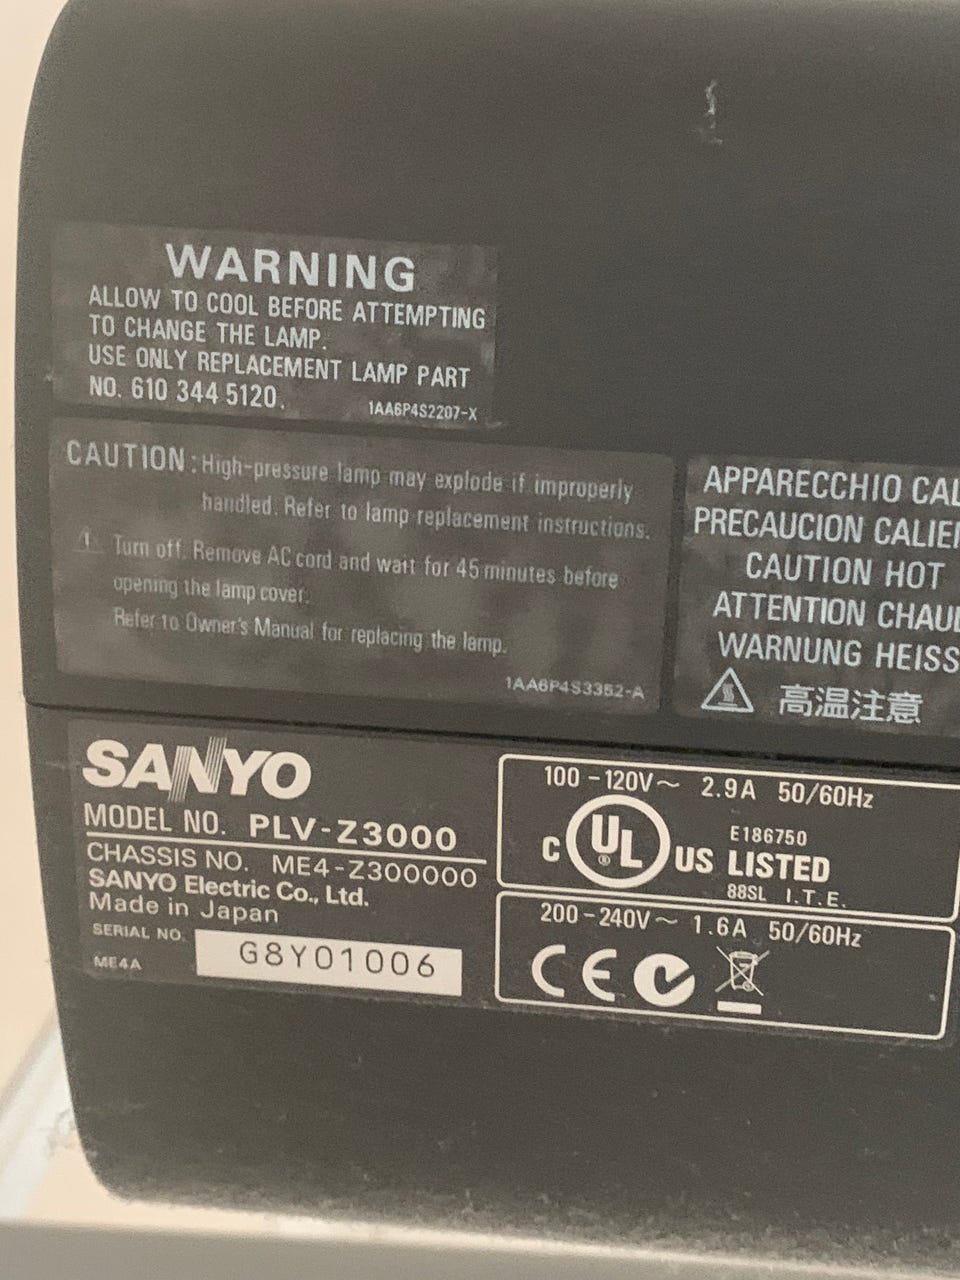 WARNING
ALLOW TO COOL BEFORE ATTEMPTING
TO CHANGE THE LAMP.
USE ONLY REPLACEMENT LAMP PART
NO. 610 344 5120.
1AA6P4S2207-X
CAUTION: High-pressure lamp may explode if improperly
handled. Refer to lamp replacement instructions.
Turn off. Remove AC cord and wait for 45 minutes before
opening the lamp cover.
Refer to Owner's Manual for replacing the lamp.
1AA6P4S3352-A
APPARECCHIO CAL
PRECAUCION CALIE
CAUTION HOT
ATTENTION CHAU
WARNUNG HEISS
高温注意
SANYO
MODEL NO. PLV-Z3000
CHASSIS NO. ME4-Z300000
SANYO Electric Co., Ltd.
Made in Japan
SERIAL NO.
ME4A
G8Y01006
100-120V~ 2.9A 50/60Hz
C UL ® US LISTED
E186750
88SL I.T.E.
200-240V~ 1.6A 50/60Hz
CE